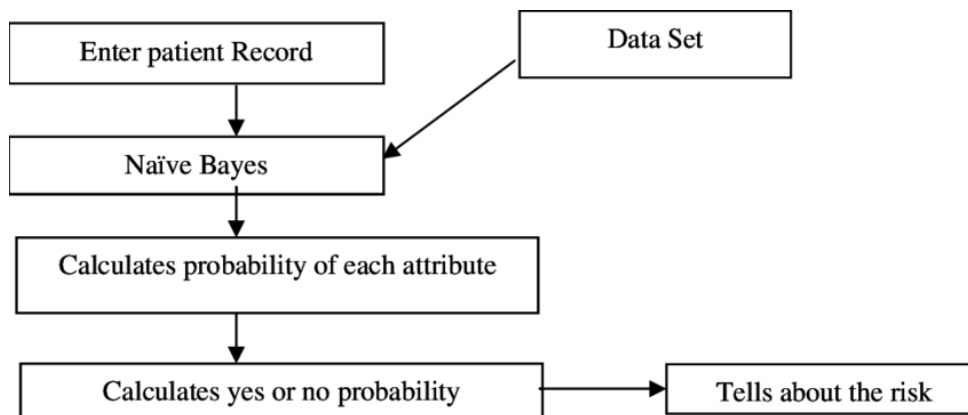 Enter patient Record
Data Set
Naïve Bayes
Calculates probability of each attribute
Calculates yes or no probability
Tells about the risk